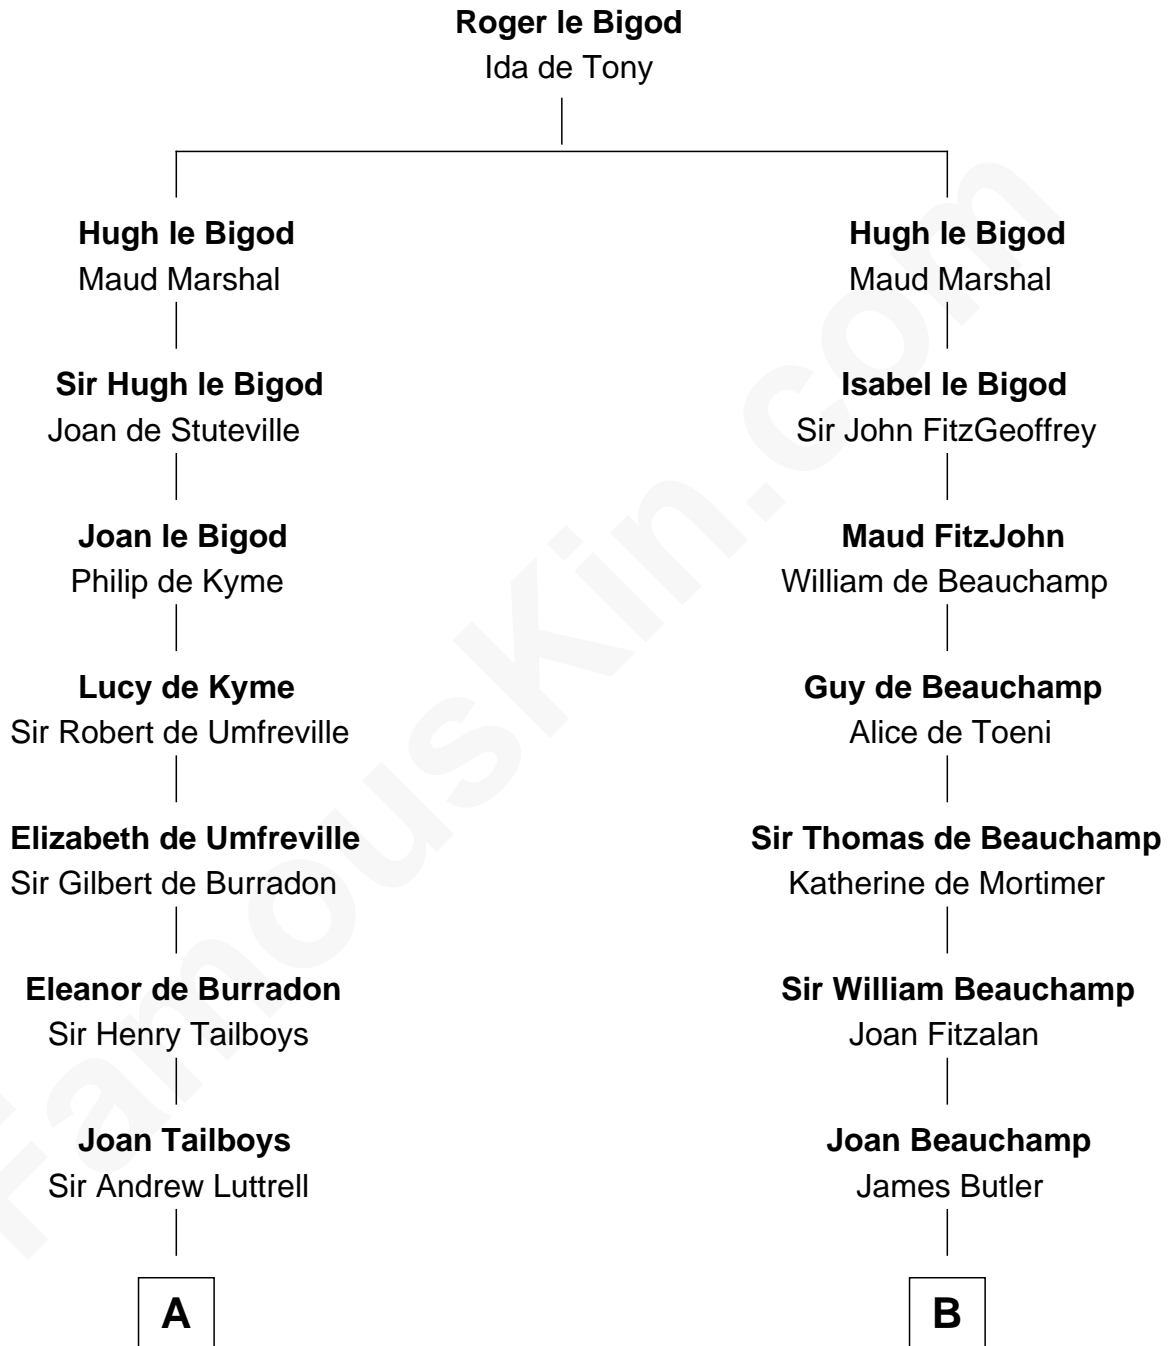 Roger le Bigod
Ida de Tony
Hugh le Bigod
Maud Marshal
Hugh le Bigod
Maud Marshal
Sir Hugh le Bigod
Joan de Stuteville
Isabel le Bigod
Sir John FitzGeoffrey
Joan le Bigod
Philip de Kyme
Maud FitzJohn
William de Beauchamp
Lucy de Kyme
Sir Robert de Umfreville
Guy de Beauchamp
Alice de Toeni
Elizabeth de Umfreville
Sir Gilbert de Burradon
Sir Thomas de Beauchamp
Katherine de Mortimer
Eleanor de Burradon
Sir Henry Tailboys
Sir William Beauchamp
Joan Fitzalan
Joan Tailboys
Sir Andrew Luttrell
Joan Beauchamp
James Butler
A
B
FamousKin.com